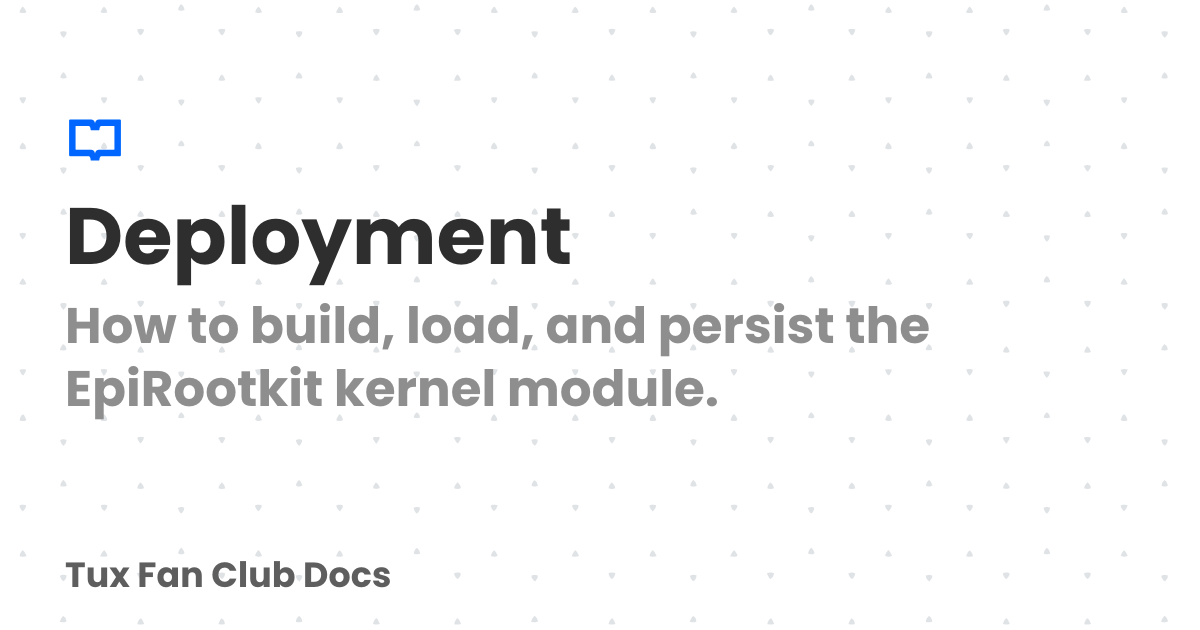 Deployment
How to build, load, and persist the
EpiRootkit kernel module.
Tux Fan Club Docs